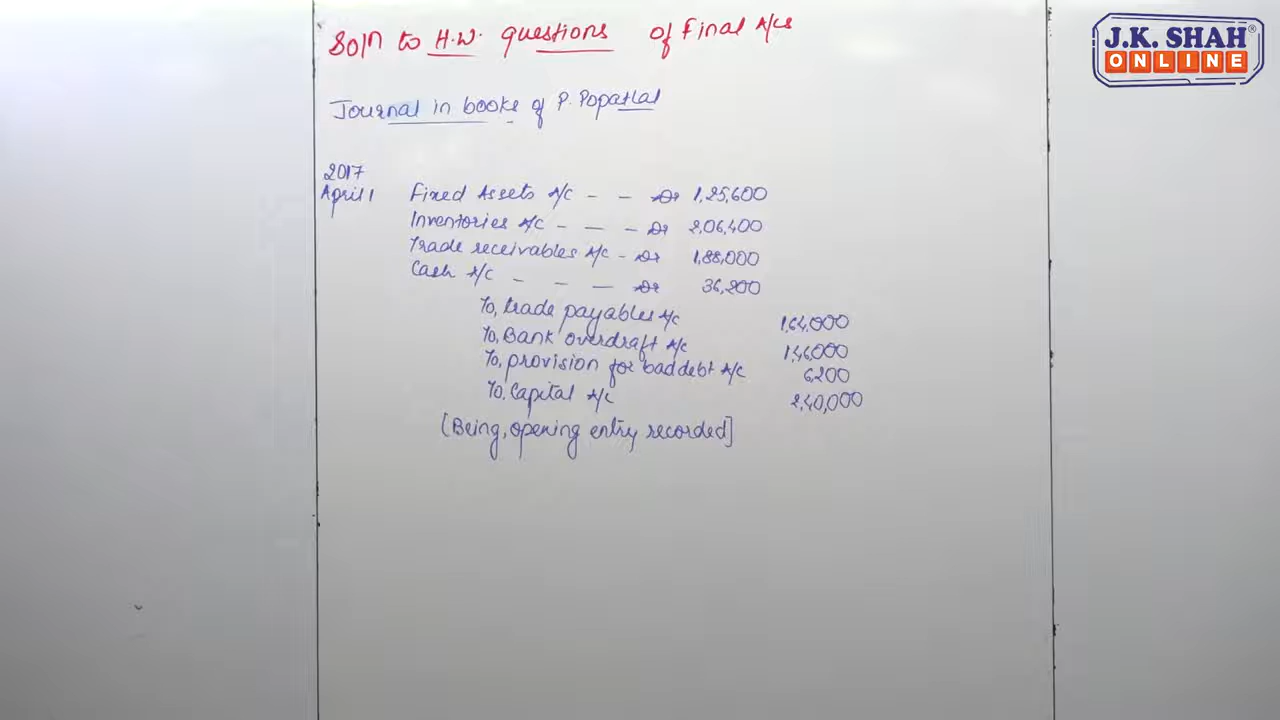 Soln to H.W. questions of Final A/cs
J.K. SHAH®
ONLINE
Journal in books of P. Popatlal
2017
April 1 Fixed Assets A/C - - Dr 1,25,600
Inventories A/C - - - Dr 2,06,400
Trade receivables A/C - Dr 1,88,000
Cash A/C - - - Dr 36,200
To, trade payables A/C 1,64,000
To, Bank overdraft A/C 1,46,000
To, provision for bad debt A/C 6,200
To, Capital A/C 2,40,000
[Being, opening entry recorded]